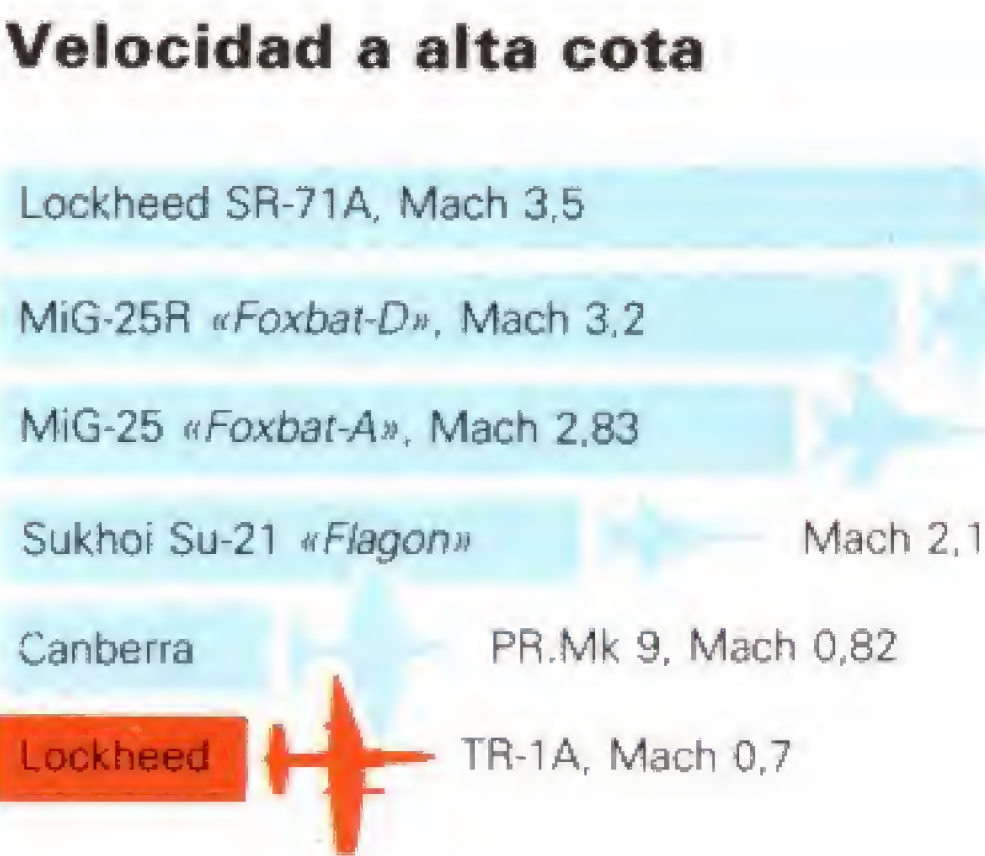 Velocidad a alta cota
Lockheed SR-71A, Mach 3,5
MiG-25R «Foxbat-D», Mach 3,2
MiG-25 «Foxbat-A», Mach 2,83
Sukhoi Su-21 «Flagon» Mach 2,1
Canberra PR.Mk 9, Mach 0,82
Lockheed TR-1A, Mach 0,7